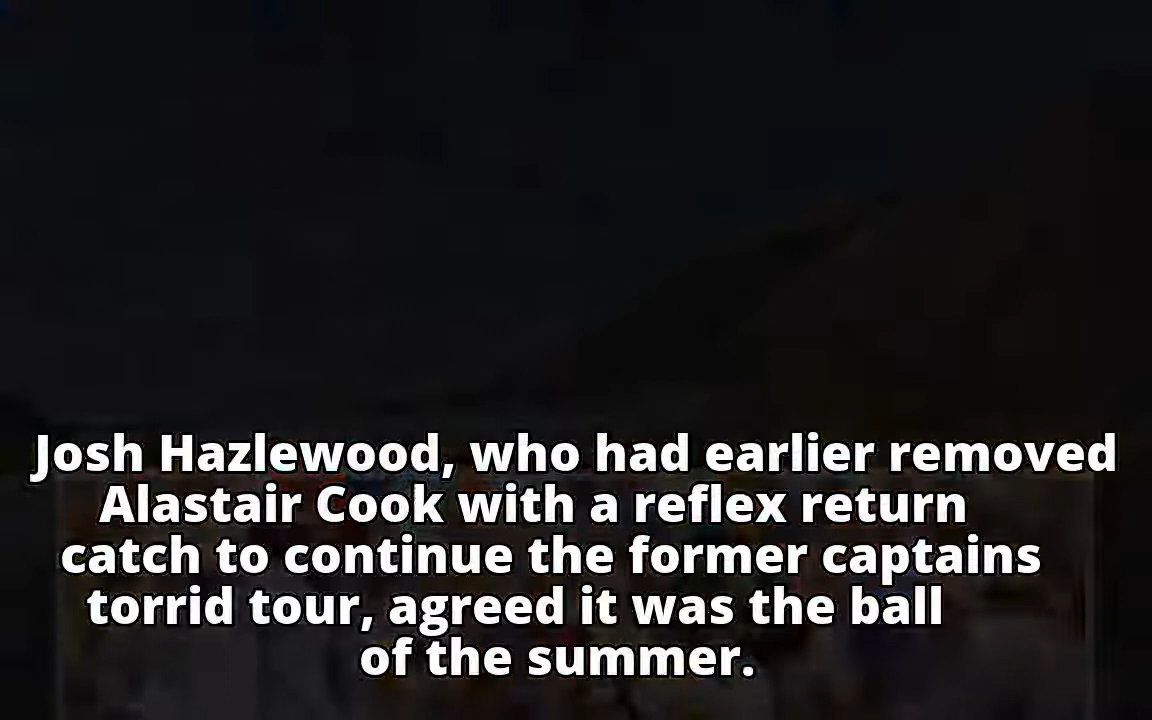 Josh Hazlewood, who had earlier removed
Alastair Cook with a reflex return
catch to continue the former captains
torrid tour, agreed it was the ball
of the summer.